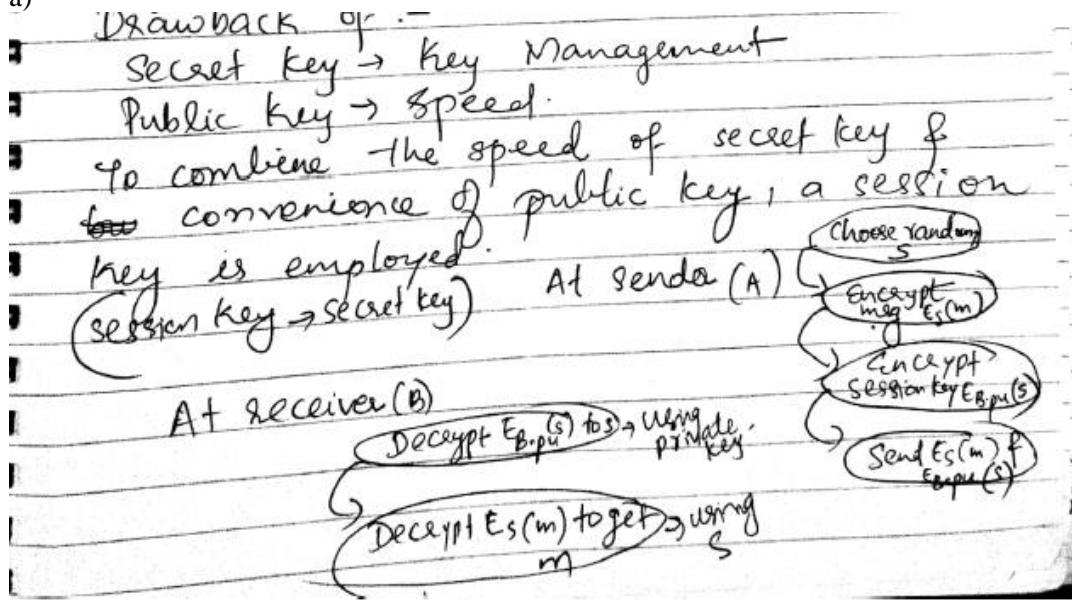 a)
Drawback of :-
Secret Key → Key Management
Public Key → Speed.
To combine the speed of secret key &
convenience of public key, a session
key is employed.
(session key → secret key)
At sender (A)
Choose random
S
Encrypt
msg Es(m)
Encrypt
session key EB.pu(s)
Send Es(m) &
EB.pu(s)
At receiver (B)
Decrypt EB.pu(s) to s → using
private
key
Decrypt Es(m) to get → using
m
S